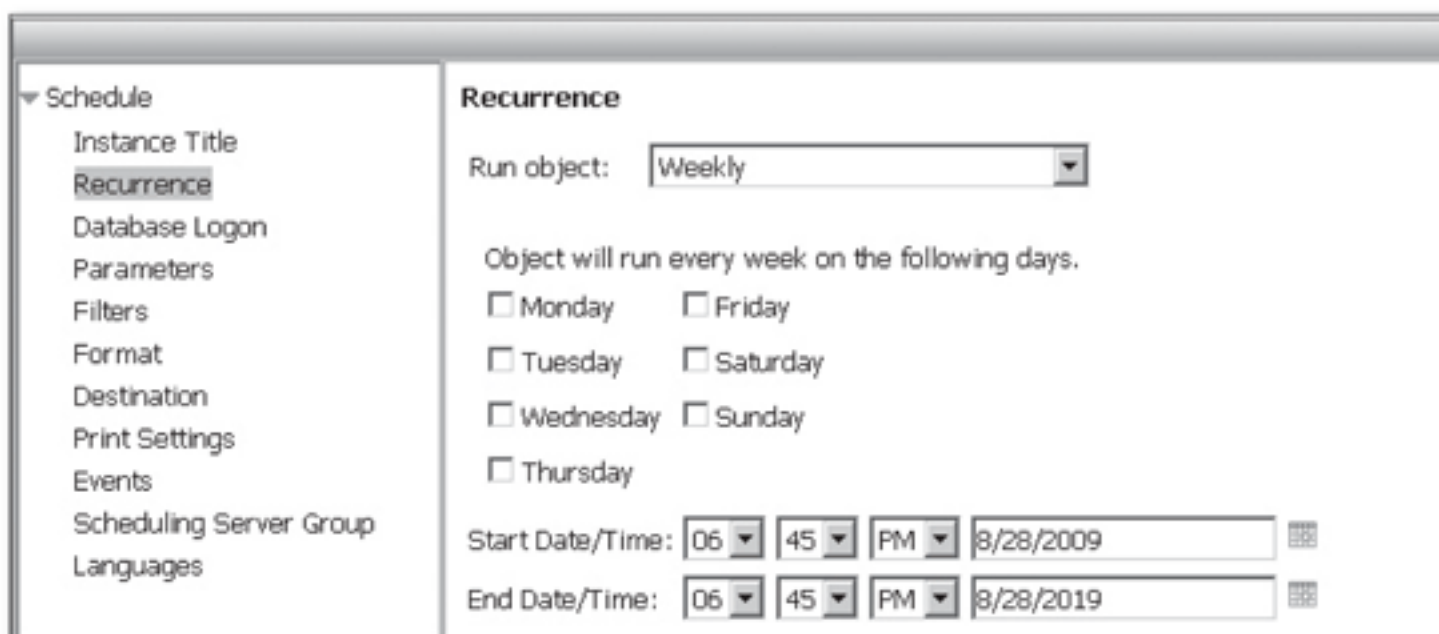 Schedule
Instance Title
Recurrence
Database Logon
Parameters
Filters
Format
Destination
Print Settings
Events
Scheduling Server Group
Languages
Recurrence
Run object: Weekly
Object will run every week on the following days.
Monday Friday
Tuesday Saturday
Wednesday Sunday
Thursday
Start Date/Time: 06 45 PM 8/28/2009
End Date/Time: 06 45 PM 8/28/2019